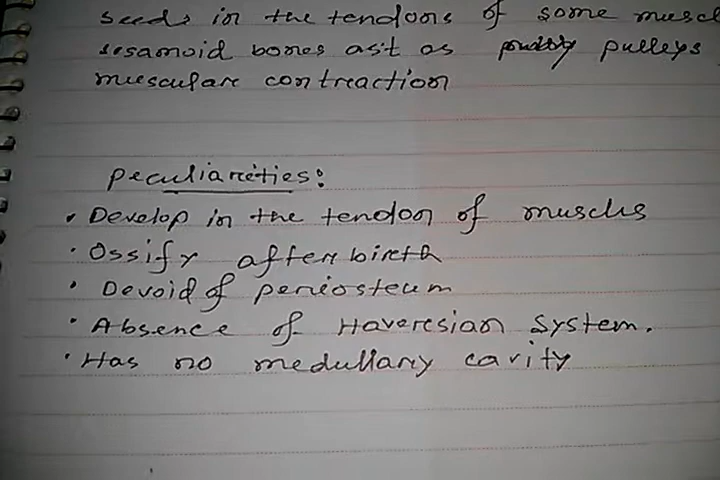 seeds in the tendons of some muscl
sesamoid bones ast as pulleys
muscular contraction
Peculiarities:
• Develop in the tendon of muscles
• Ossify after birth
• Devoid of periosteum
• Absence of Haversian System.
• Has no medullary cavity